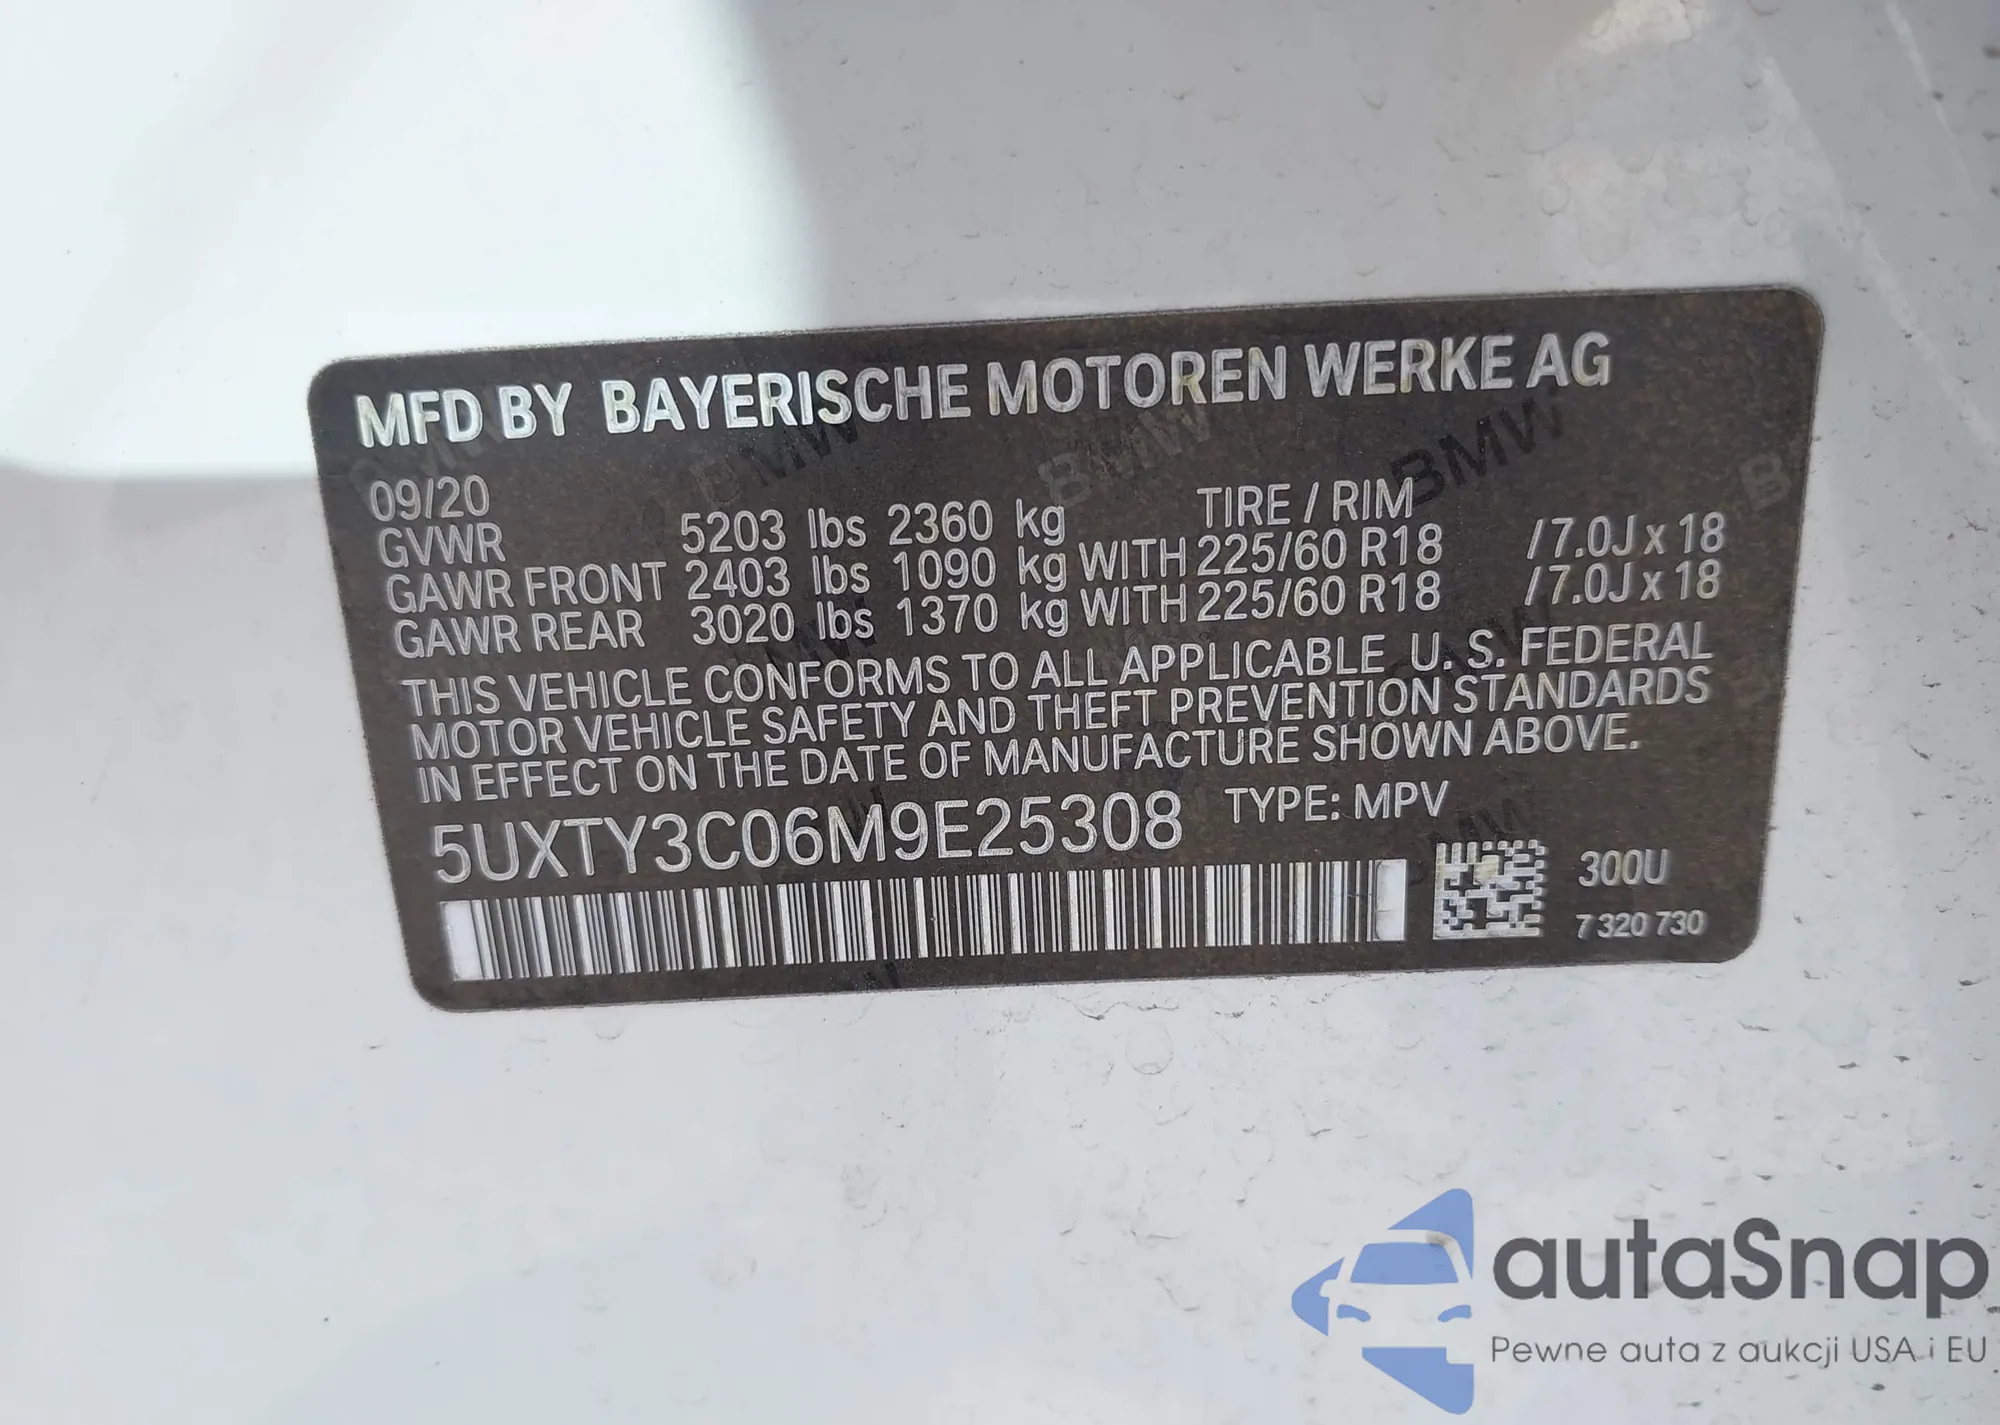 MFD BY BAYERISCHE MOTOREN WERKE AG
09/20 TIRE / RIM
GVWR 5203 lbs 2360 kg
GAWR FRONT 2403 lbs 1090 kg WITH 225/60 R18 /7.0J x 18
GAWR REAR 3020 lbs 1370 kg WITH 225/60 R18 /7.0J x 18
THIS VEHICLE CONFORMS TO ALL APPLICABLE U. S. FEDERAL
MOTOR VEHICLE SAFETY AND THEFT PREVENTION STANDARDS
IN EFFECT ON THE DATE OF MANUFACTURE SHOWN ABOVE.
5UXTY3C06M9E25308 TYPE: MPV
300U
7 320 730
autaSnap
Pewne auta z aukcji USA i EU